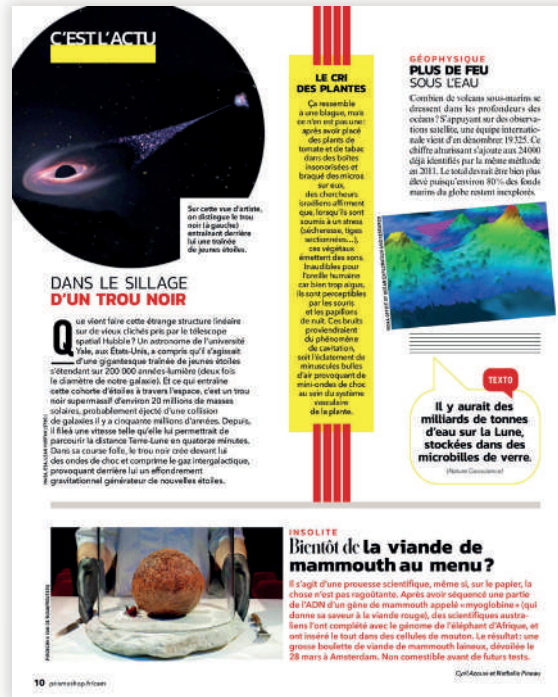 C'EST L'ACTU
Sur cette vue d'artiste,
on distingue le trou
noir (à gauche)
entraînant derrière
lui une traînée
de jeunes étoiles.
DANS LE SILLAGE
D'UN TROU NOIR
Que vient faire cette étrange structure linéaire
sur de vieux clichés pris par le télescope
spatial Hubble ? Un astronome de l'université
Yale, aux États-Unis, a compris qu'il s'agissait
d'une gigantesque traînée de jeunes étoiles
s'étendant sur 200 000 années-lumière (deux fois
le diamètre de notre galaxie). Et ce qui entraîne
cette cohorte d'étoiles à travers l'espace, c'est un trou
noir supermassif d'environ 20 millions de masses
solaires, probablement éjecté d'une collision
de galaxies il y a cinquante millions d'années. Depuis,
il file à une vitesse telle qu'elle lui permettrait de
parcourir la distance Terre-Lune en quatorze minutes.
Dans sa course folle, le trou noir crée devant lui
des ondes de choc et comprime le gaz intergalactique,
provoquant derrière lui un effondrement
gravitationnel générateur de nouvelles étoiles.
LE CRI
DES PLANTES
Ça ressemble
à une blague, mais
ce n'en est pas une :
après avoir placé
des plants de
tomate et de tabac
dans des boîtes
insonorisées et
braqué des micros
sur eux,
des chercheurs
israéliens affirment
que, lorsqu'ils sont
soumis à un stress
(sécheresse, tiges
sectionnées...),
ces végétaux
émettent des sons.
Inaudibles pour
l'oreille humaine
car bien trop aigus,
ils sont perceptibles
par les souris
et les papillons
de nuit. Ces bruits
proviendraient
du phénomène
de cavitation,
soit l'éclatement de
minuscules bulles
d'air provoquant de
mini-ondes de choc
au sein du système
vasculaire
de la plante.
GÉOPHYSIQUE
PLUS DE FEU
SOUS L'EAU
Combien de volcans sous-marins se
dressent dans les profondeurs des
océans ? S'appuyant sur des observa-
tions satellite, une équipe internatio-
nale vient d'en dénombrer 19 325. Ce
chiffre ahurissant s'ajoute aux 24 000
déjà identifiés par la même méthode
en 2011. Le total devrait être bien plus
élevé puisqu'environ 80 % des fonds
marins du globe restent inexplorés.
TEXTO
Il y aurait des
milliards de tonnes
d'eau sur La Lune,
stockées dans des
microbilles de verre.
(Nature Geoscience)
INSOLITE
Bientôt de la viande de
mammouth au menu ?
Il s'agit d'une prouesse scientifique, même si, sur le papier, la
chose n'est pas ragoûtante. Après avoir séquencé une partie
de l'ADN d'un gène de mammouth appelé « myoglobine » (qui
donne sa saveur à la viande rouge), des scientifiques austra-
liens l'ont complété avec le génome de l'éléphant d'Afrique, et
ont inséré le tout dans des cellules de mouton. Le résultat : une
grosse boulette de viande de mammouth laineux, dévoilée le
28 mars à Amsterdam. Non comestible avant de futurs tests.
Cyril Azouvi et Nathalie Picard
10 prismashop.fr/cam